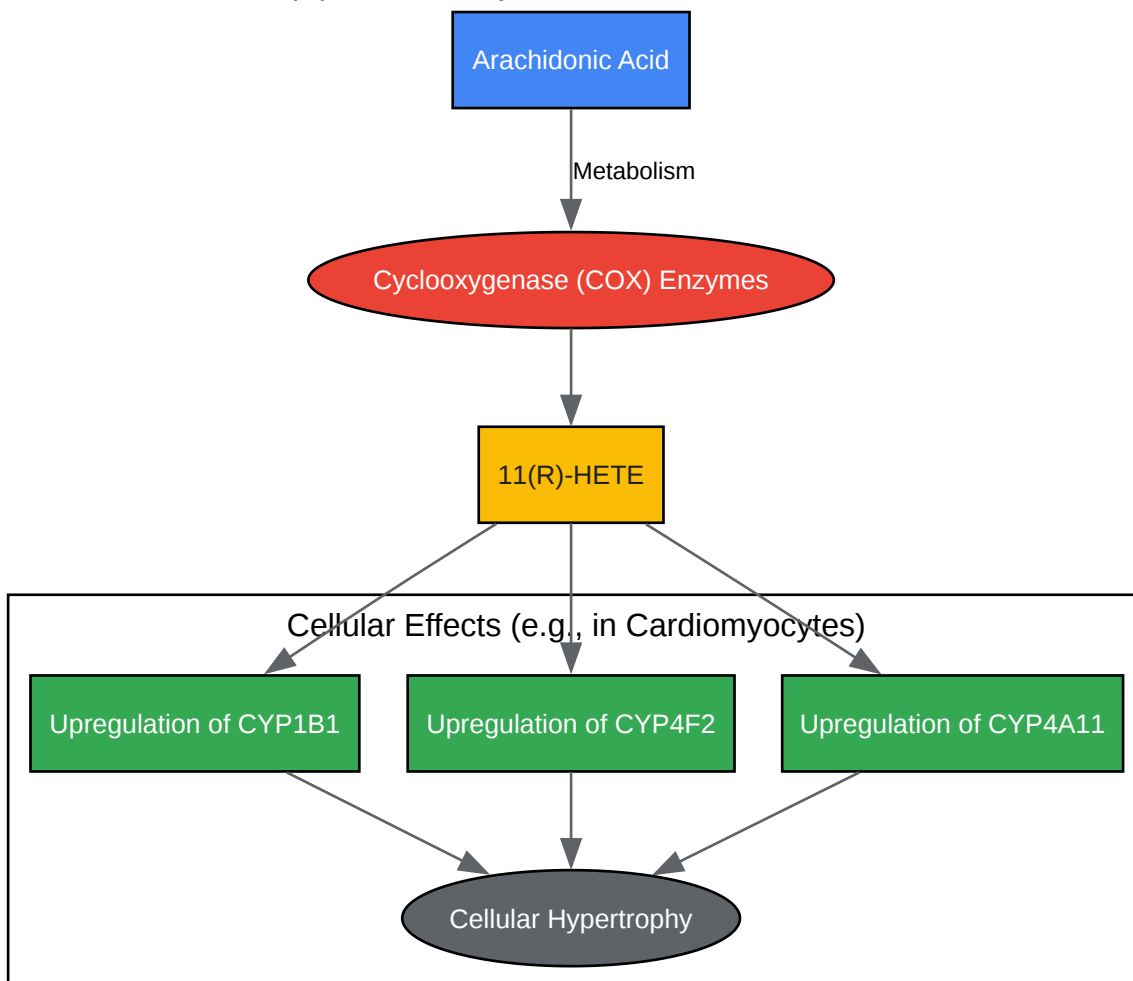 Arachidonic Acid
Metabolism
Cyclooxygenase (COX) Enzymes
11(R)-HETE
Cellular Effects (e.g., in Cardiomyocytes)
Upregulation of CYP1B1
Upregulation of CYP4F2
Upregulation of CYP4A11
Cellular Hypertrophy